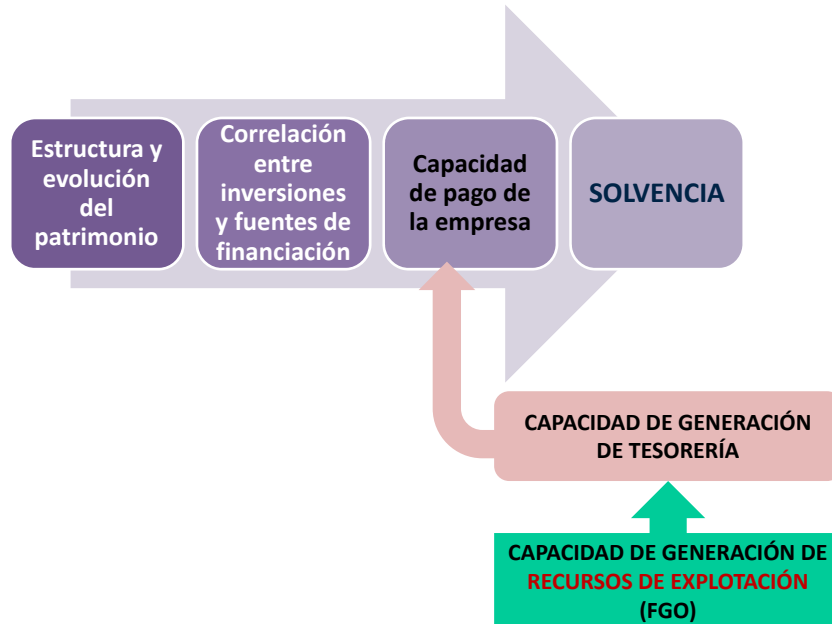 Estructura y
evolución
del
patrimonio
Correlación
entre
inversiones
y fuentes de
financiación
Capacidad
de pago de
la empresa
SOLVENCIA
CAPACIDAD DE GENERACIÓN
DE TESORERÍA
CAPACIDAD DE GENERACIÓN DE
RECURSOS DE EXPLOTACIÓN
(FGO)